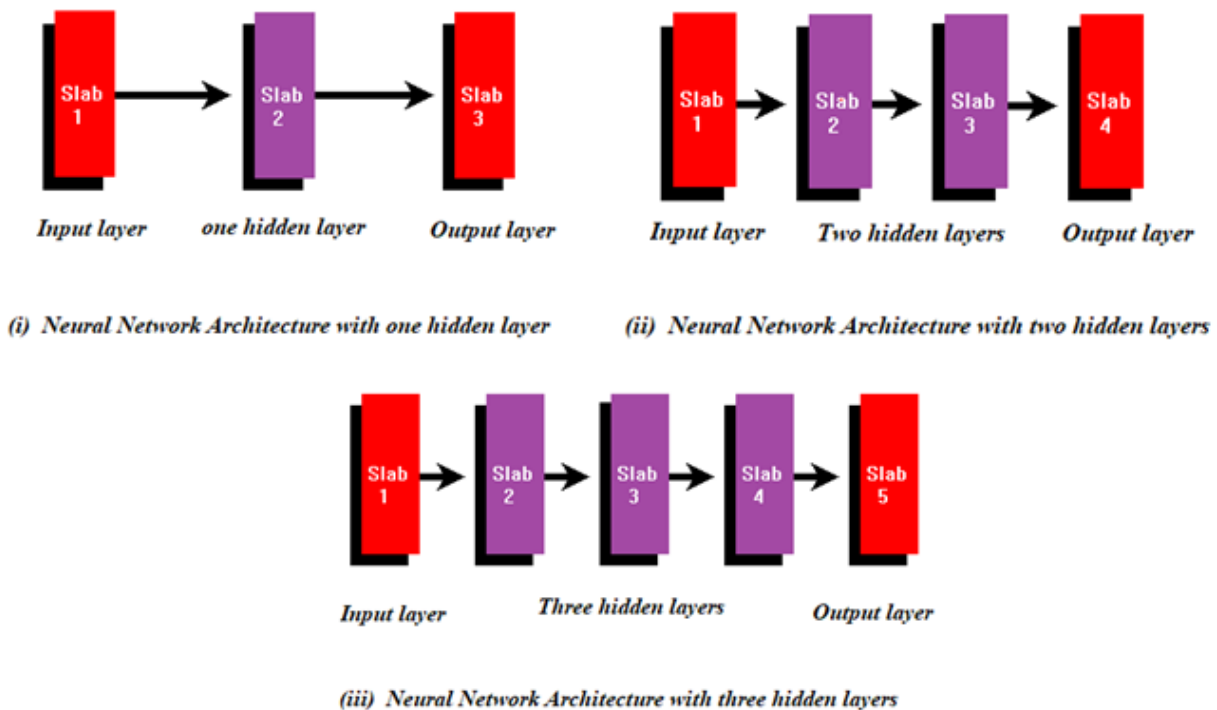 Slab
1
Slab
2
Slab
3
Input layer
one hidden layer
Output layer
(i) Neural Network Architecture with one hidden layer
Slab
1
Slab
2
Slab
3
Slab
4
Input layer
Two hidden layers
Output layer
(ii) Neural Network Architecture with two hidden layers
Slab
1
Slab
2
Slab
3
Slab
4
Slab
5
Input layer
Three hidden layers
Output layer
(iii) Neural Network Architecture with three hidden layers